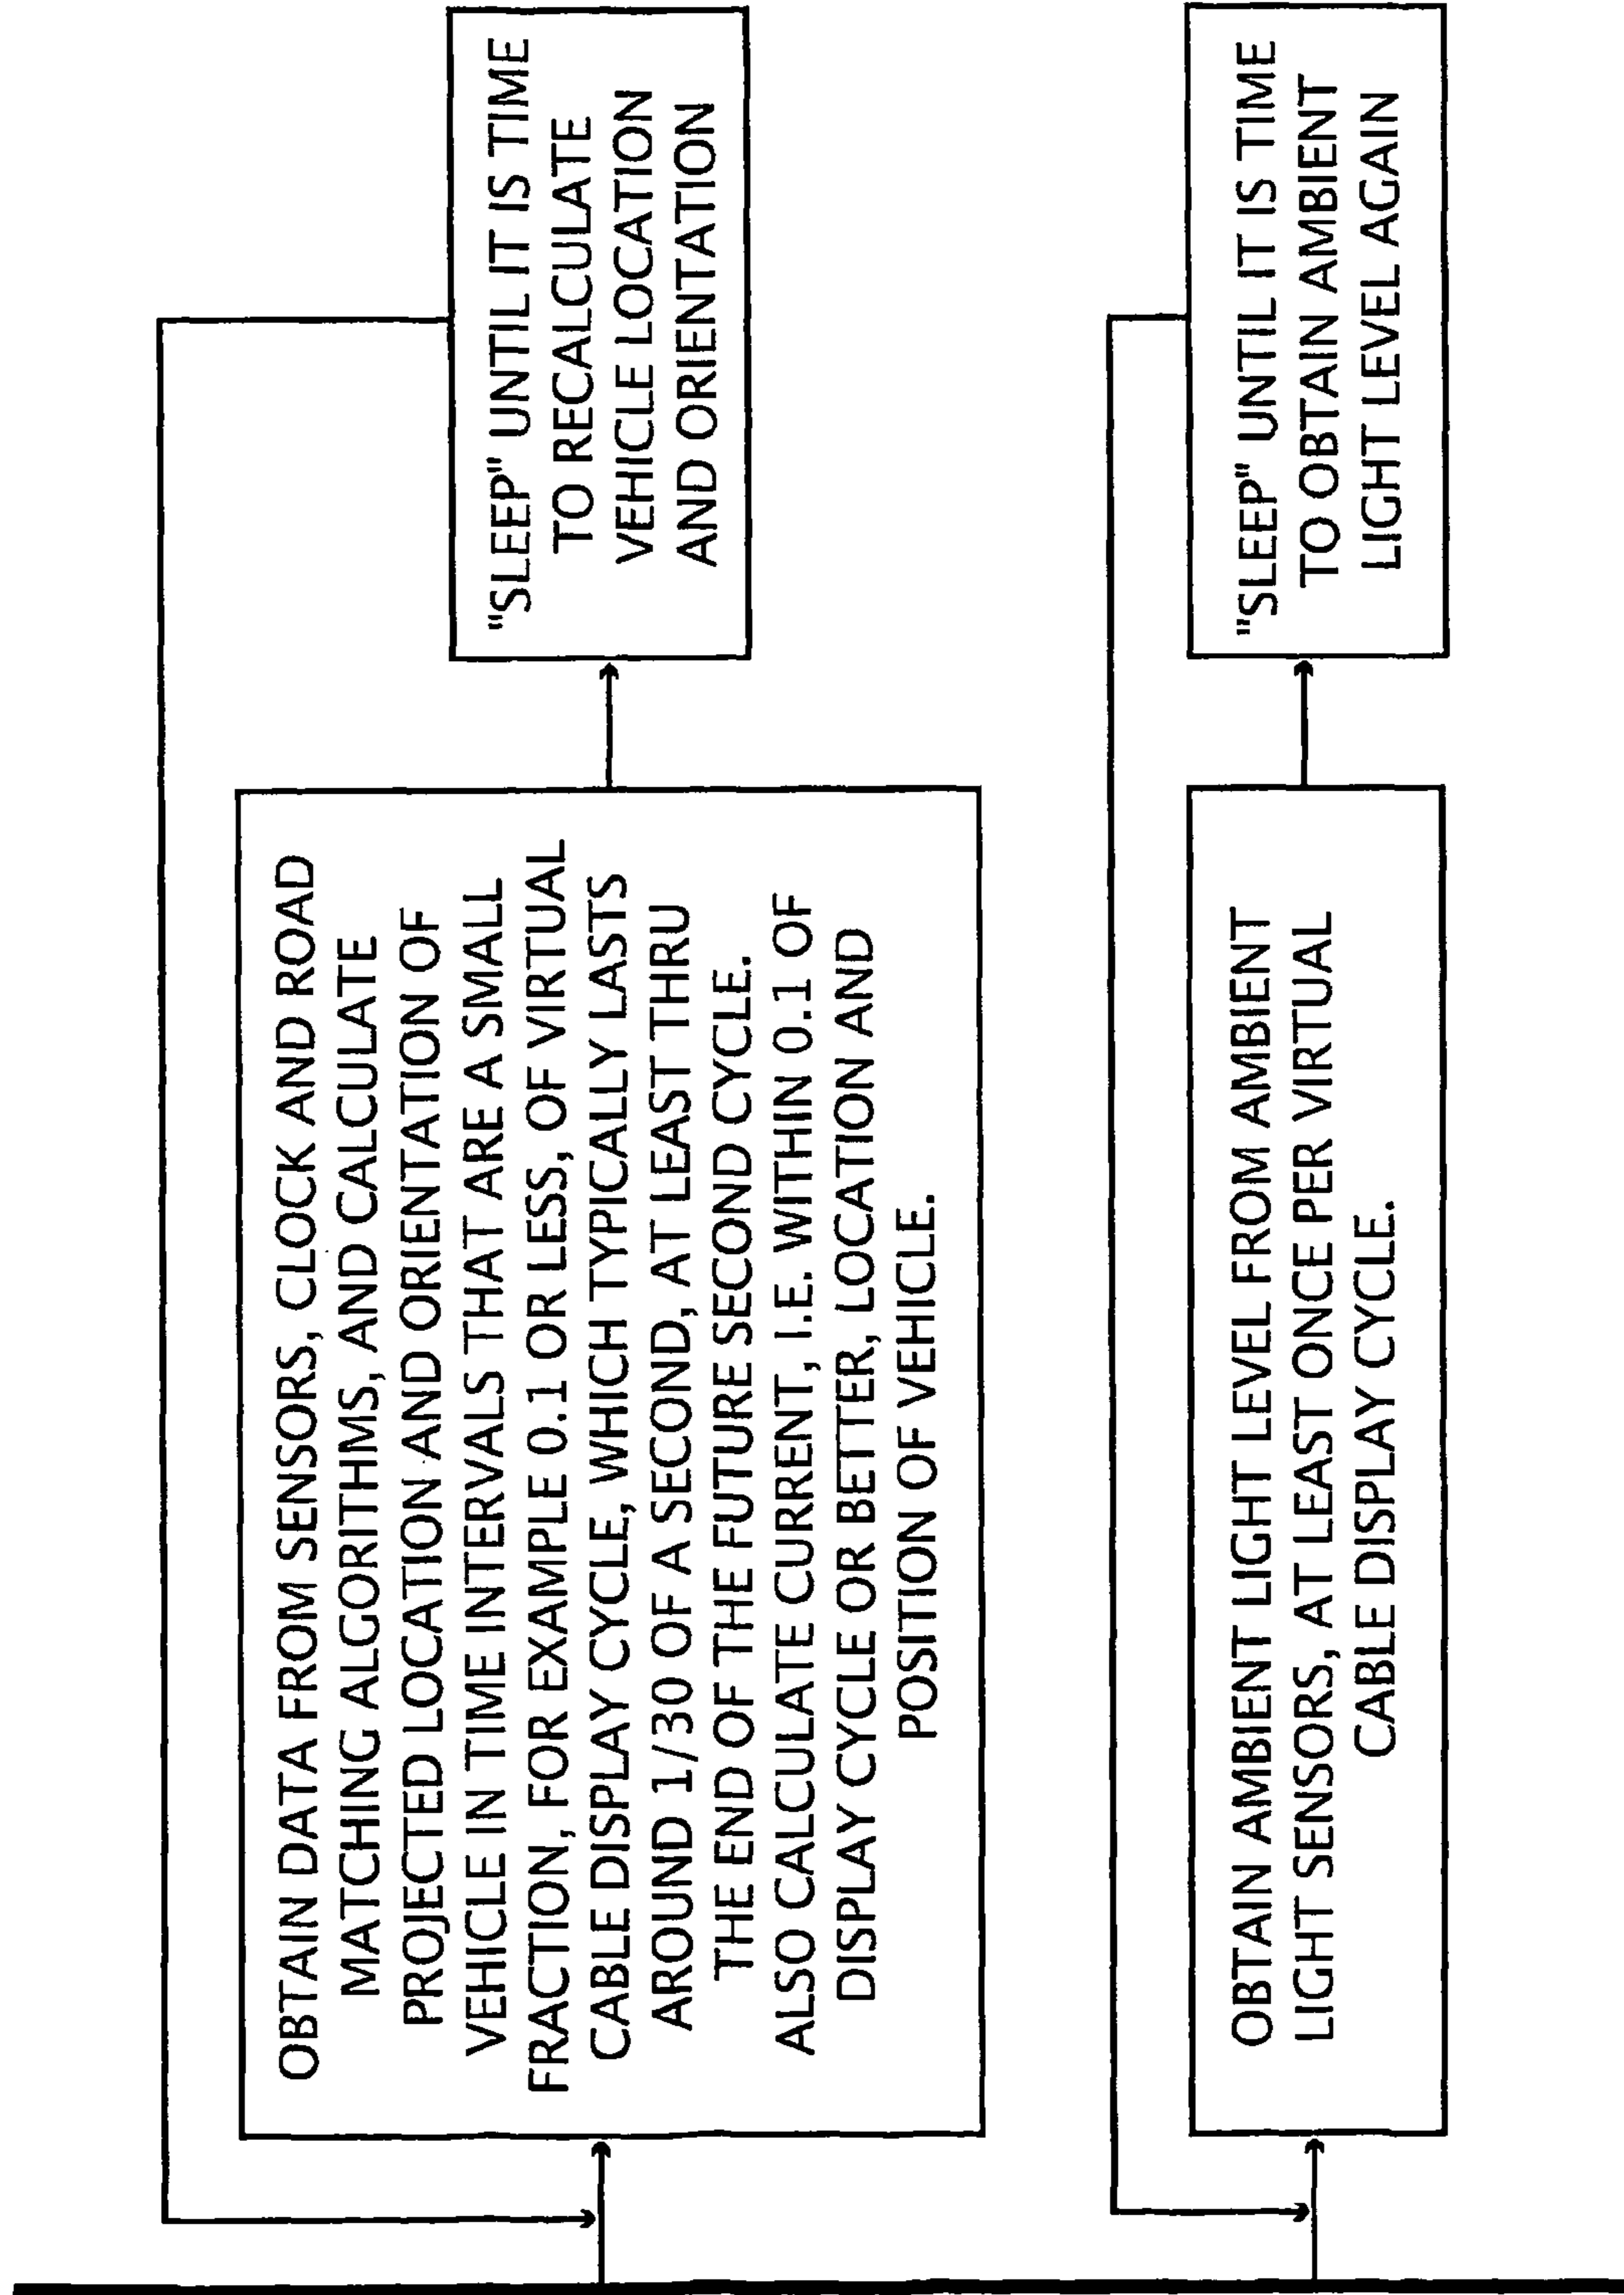 OBTAIN DATA FROM SENSORS, CLOCK AND ROAD
MATCHING ALGORITHMS, AND CALCULATE
PROJECTED LOCATION AND ORIENTATION OF
VEHICLE IN TIME INTERVALS THAT ARE A SMALL
FRACTION, FOR EXAMPLE 0.1 OR LESS, OF VIRTUAL
CABLE DISPLAY CYCLE, WHICH TYPICALLY LASTS
AROUND 1/30 OF A SECOND, AT LEAST THRU
THE END OF THE FUTURE SECOND CYCLE.
ALSO CALCULATE CURRENT, I.E. WITHIN 0.1 OF
DISPLAY CYCLE OR BETTER, LOCATION AND
POSITION OF VEHICLE.
"SLEEP" UNTIL IT IS TIME
TO RECALCULATE
VEHICLE LOCATION
AND ORIENTATION
OBTAIN AMBIENT LIGHT LEVEL FROM AMBIENT
LIGHT SENSORS, AT LEAST ONCE PER VIRTUAL
CABLE DISPLAY CYCLE.
"SLEEP" UNTIL IT IS TIME
TO OBTAIN AMBIENT
LIGHT LEVEL AGAIN